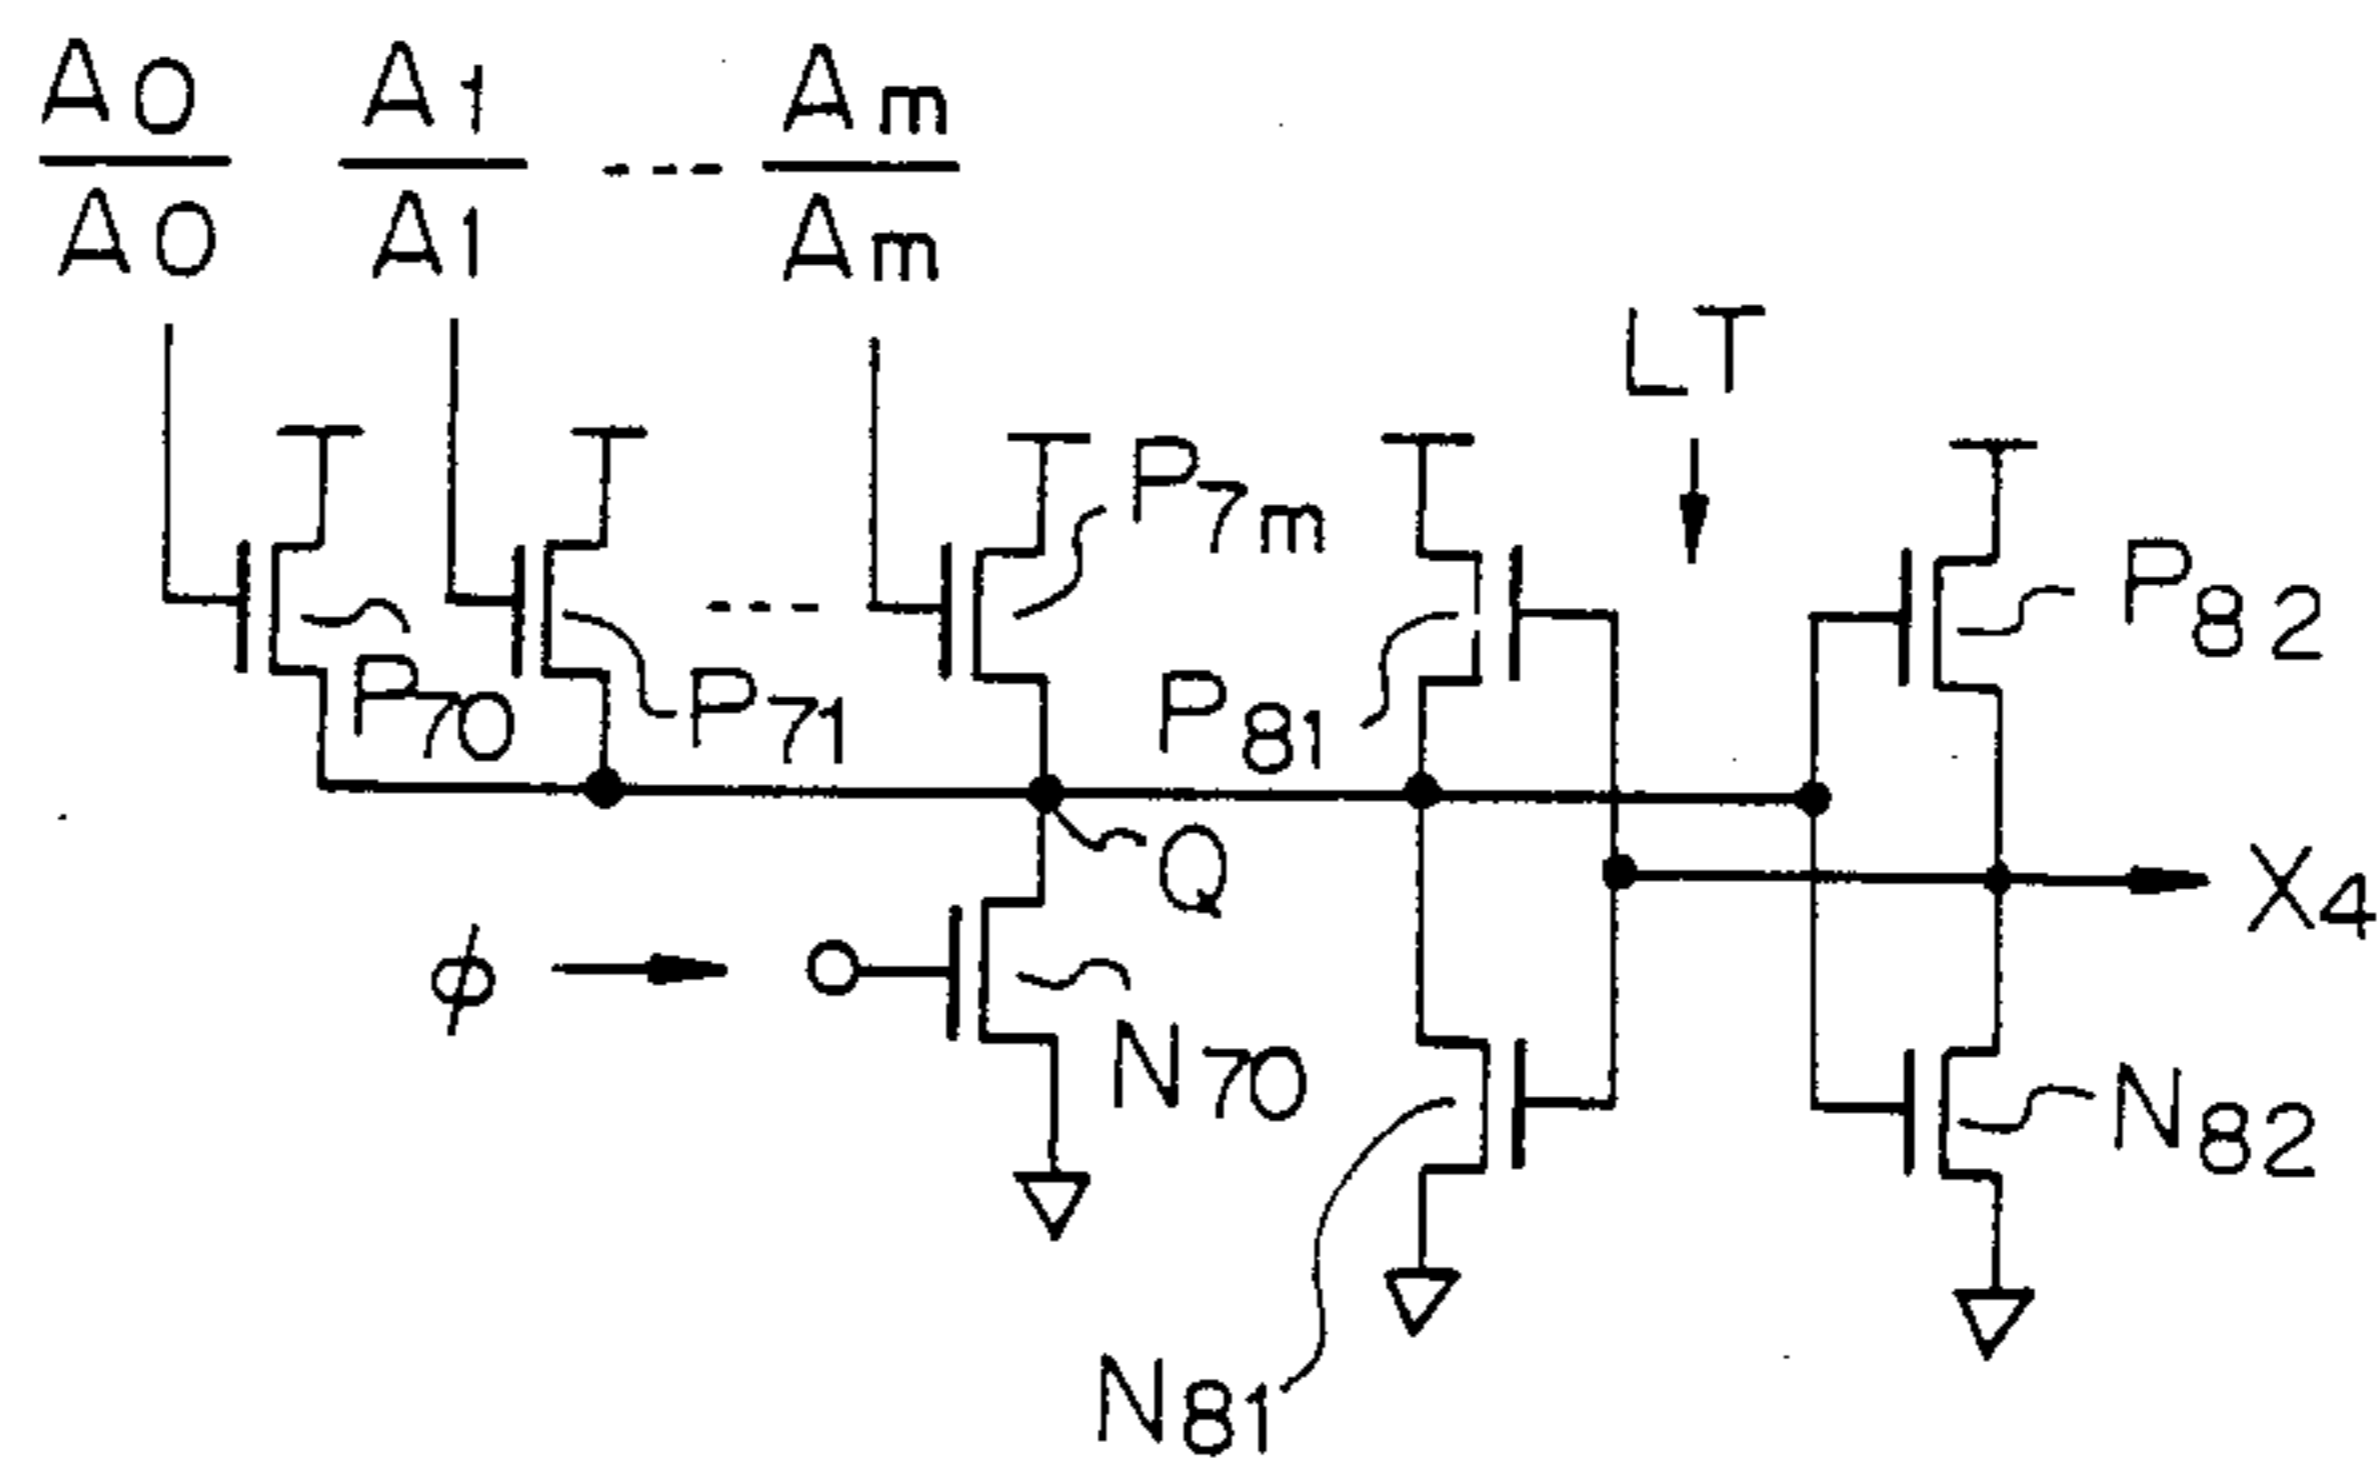 A0 A1 Am
A0 A1 ---- Am
LT
P7m
P82
P70 P71 P81
Q
X4
φ
N70
N82
N81